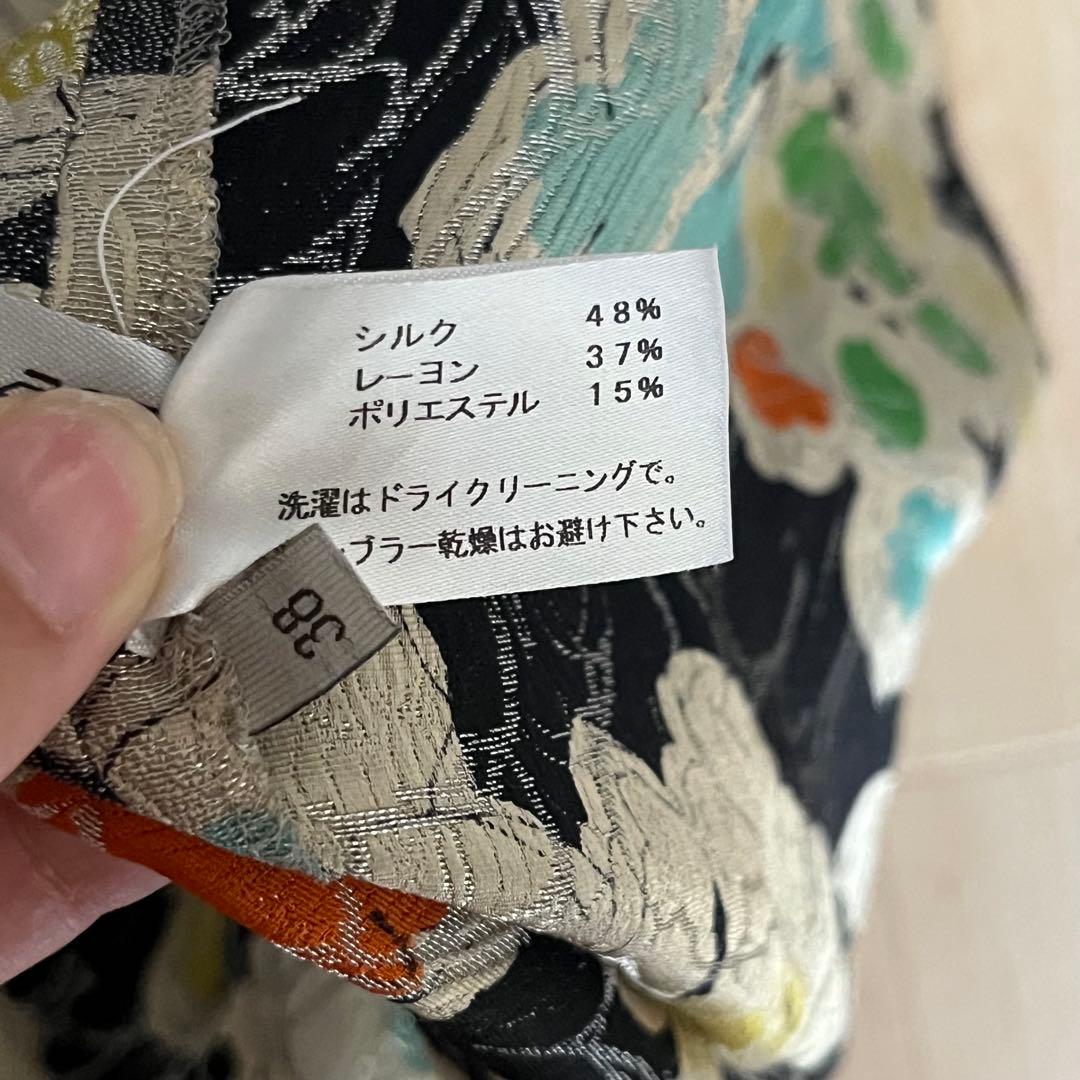 シルク 48%
レーヨン 37%
ポリエステル 15%
洗濯はドライクリーニングで。
ブラー乾燥はお避け下さい。
38